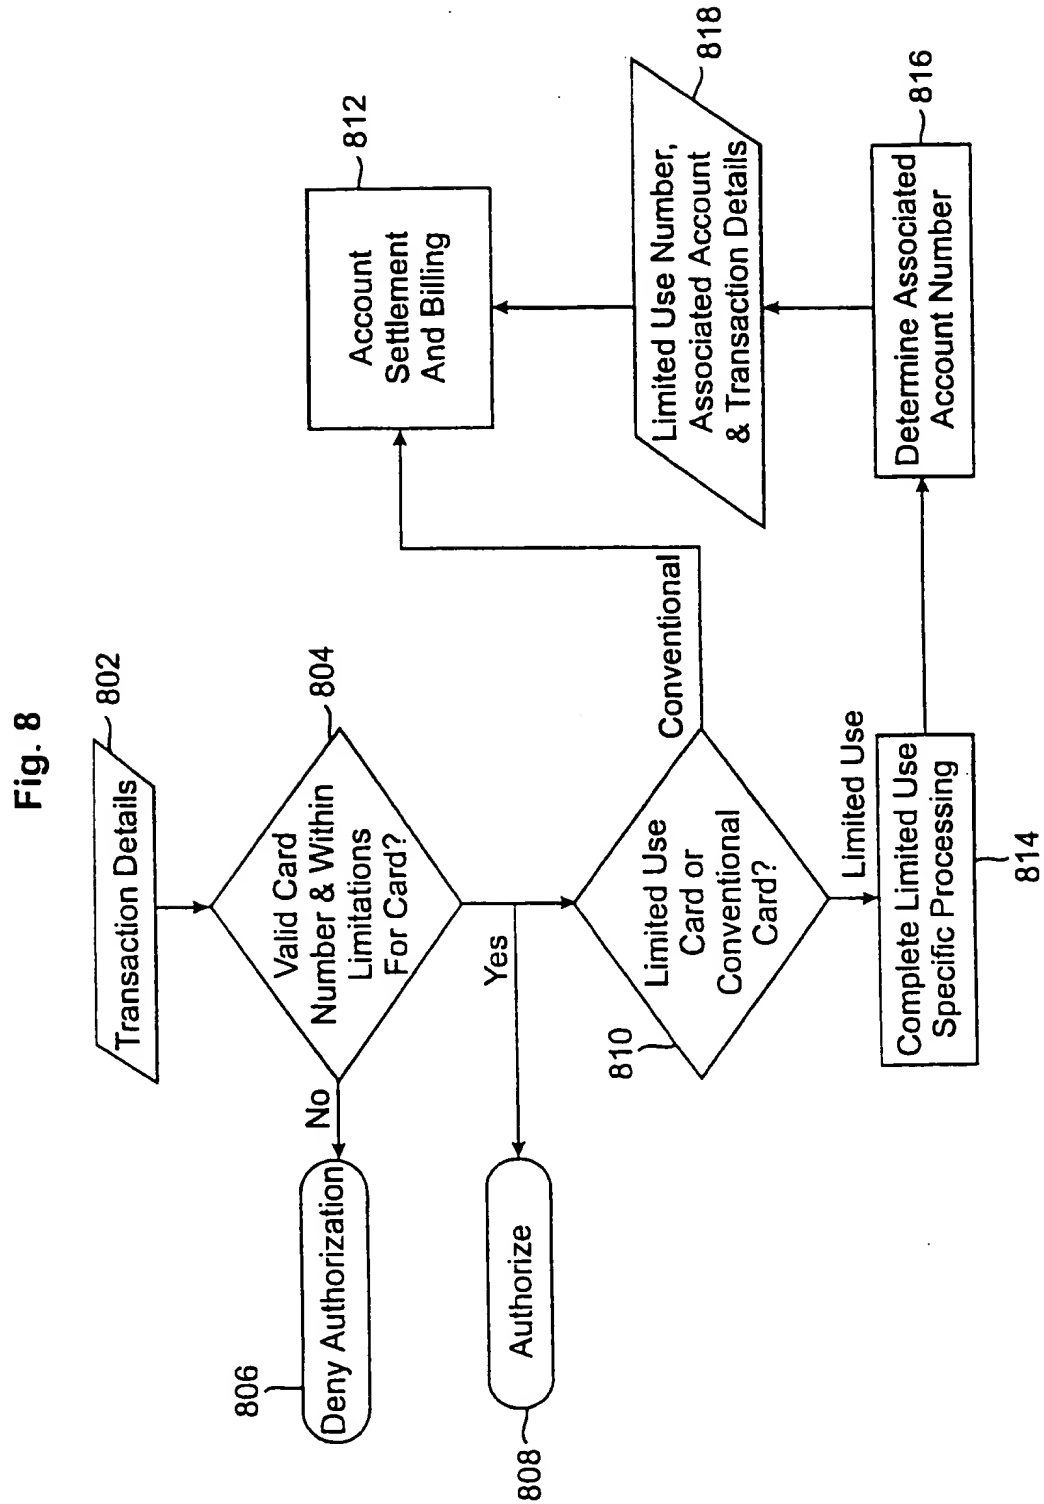 Fig. 8
802
Transaction Details
804
Valid Card
Number & Within
Limitations
For Card?
No
806
Deny Authorization
Yes
808
Authorize
810
Limited Use
Card or
Conventional
Card?
Conventional
812
Account
Settlement
And Billing
Limited Use
Complete Limited Use
Specific Processing
814
816
Determine Associated
Account Number
818
Limited Use Number,
Associated Account
& Transaction Details